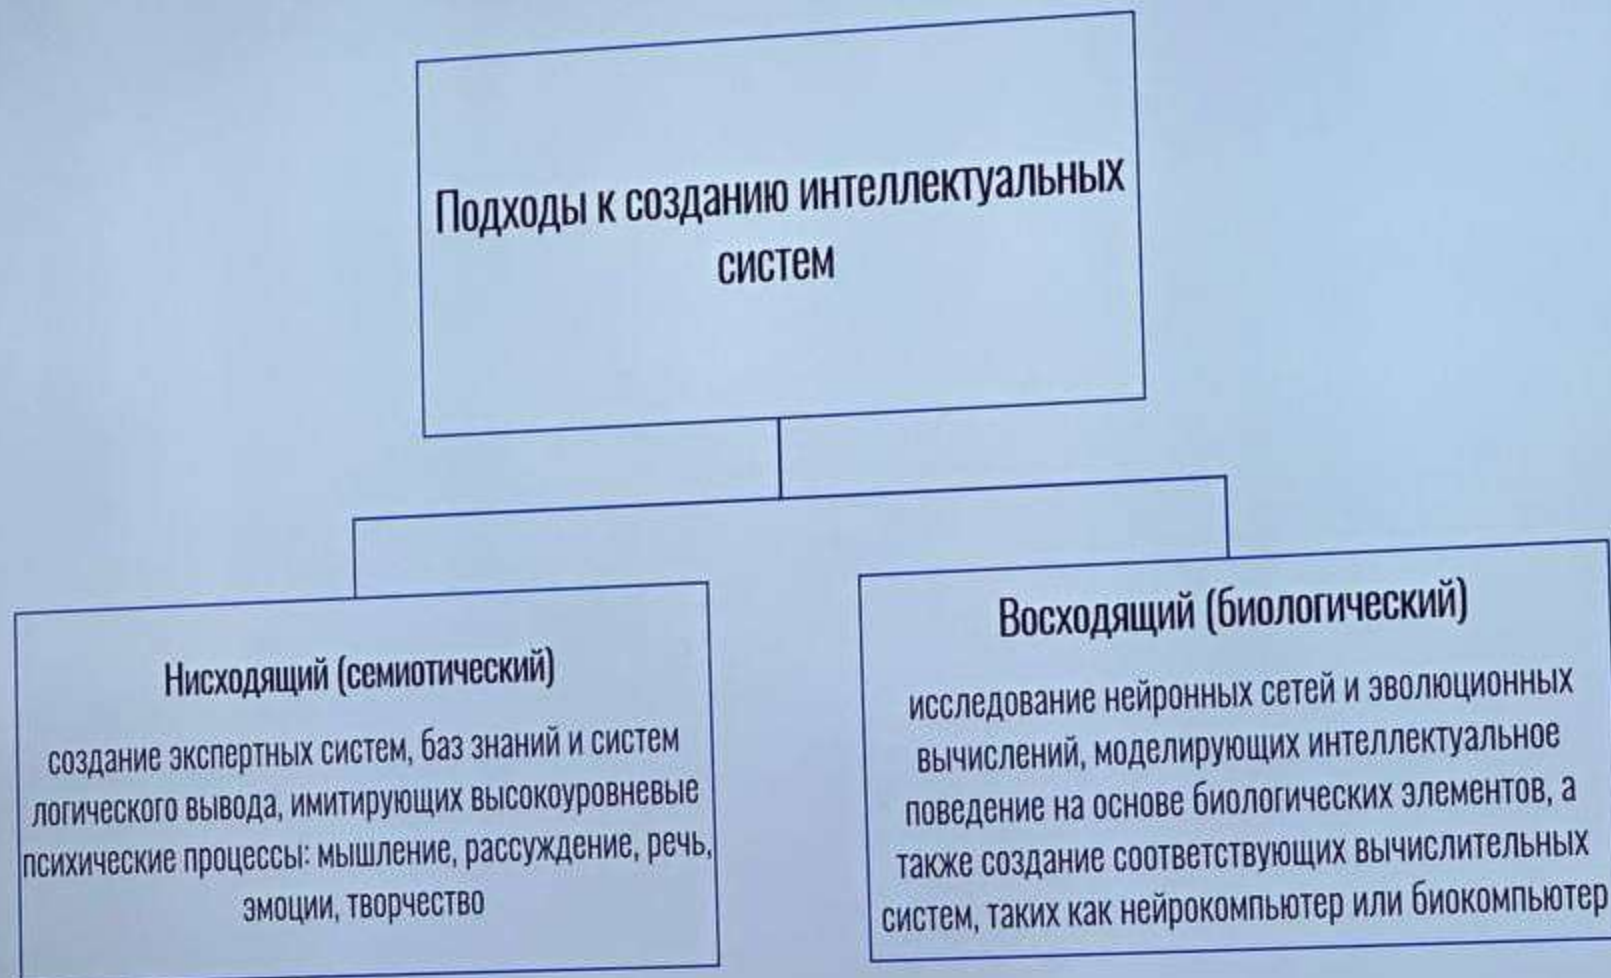 Подходы к созданию интеллектуальных
систем
Нисходящий (семиотический)
создание экспертных систем, баз знаний и систем
логического вывода, имитирующих высокоуровневые
психические процессы: мышление, рассуждение, речь,
эмоции, творчество
Восходящий (биологический)
исследование нейронных сетей и эволюционных
вычислений, моделирующих интеллектуальное
поведение на основе биологических элементов, а
также создание соответствующих вычислительных
систем, таких как нейрокомпьютер или биокомпьютер